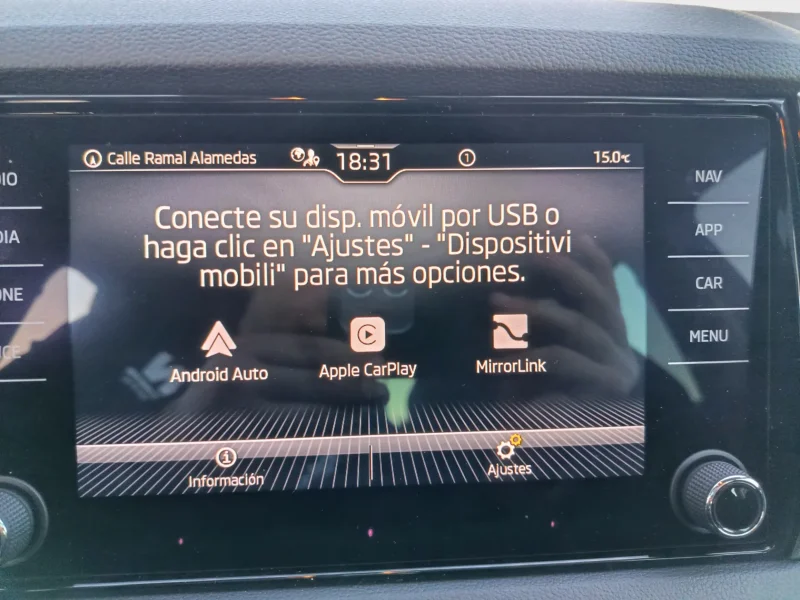 Calle Ramal Alamedas 18:31 1 15.0°C
Conecte su disp. móvil por USB o
haga clic en "Ajustes" - "Dispositivi
mobili" para más opciones.
Android Auto Apple CarPlay MirrorLink
Información Ajustes
NAV
APP
CAR
MENU